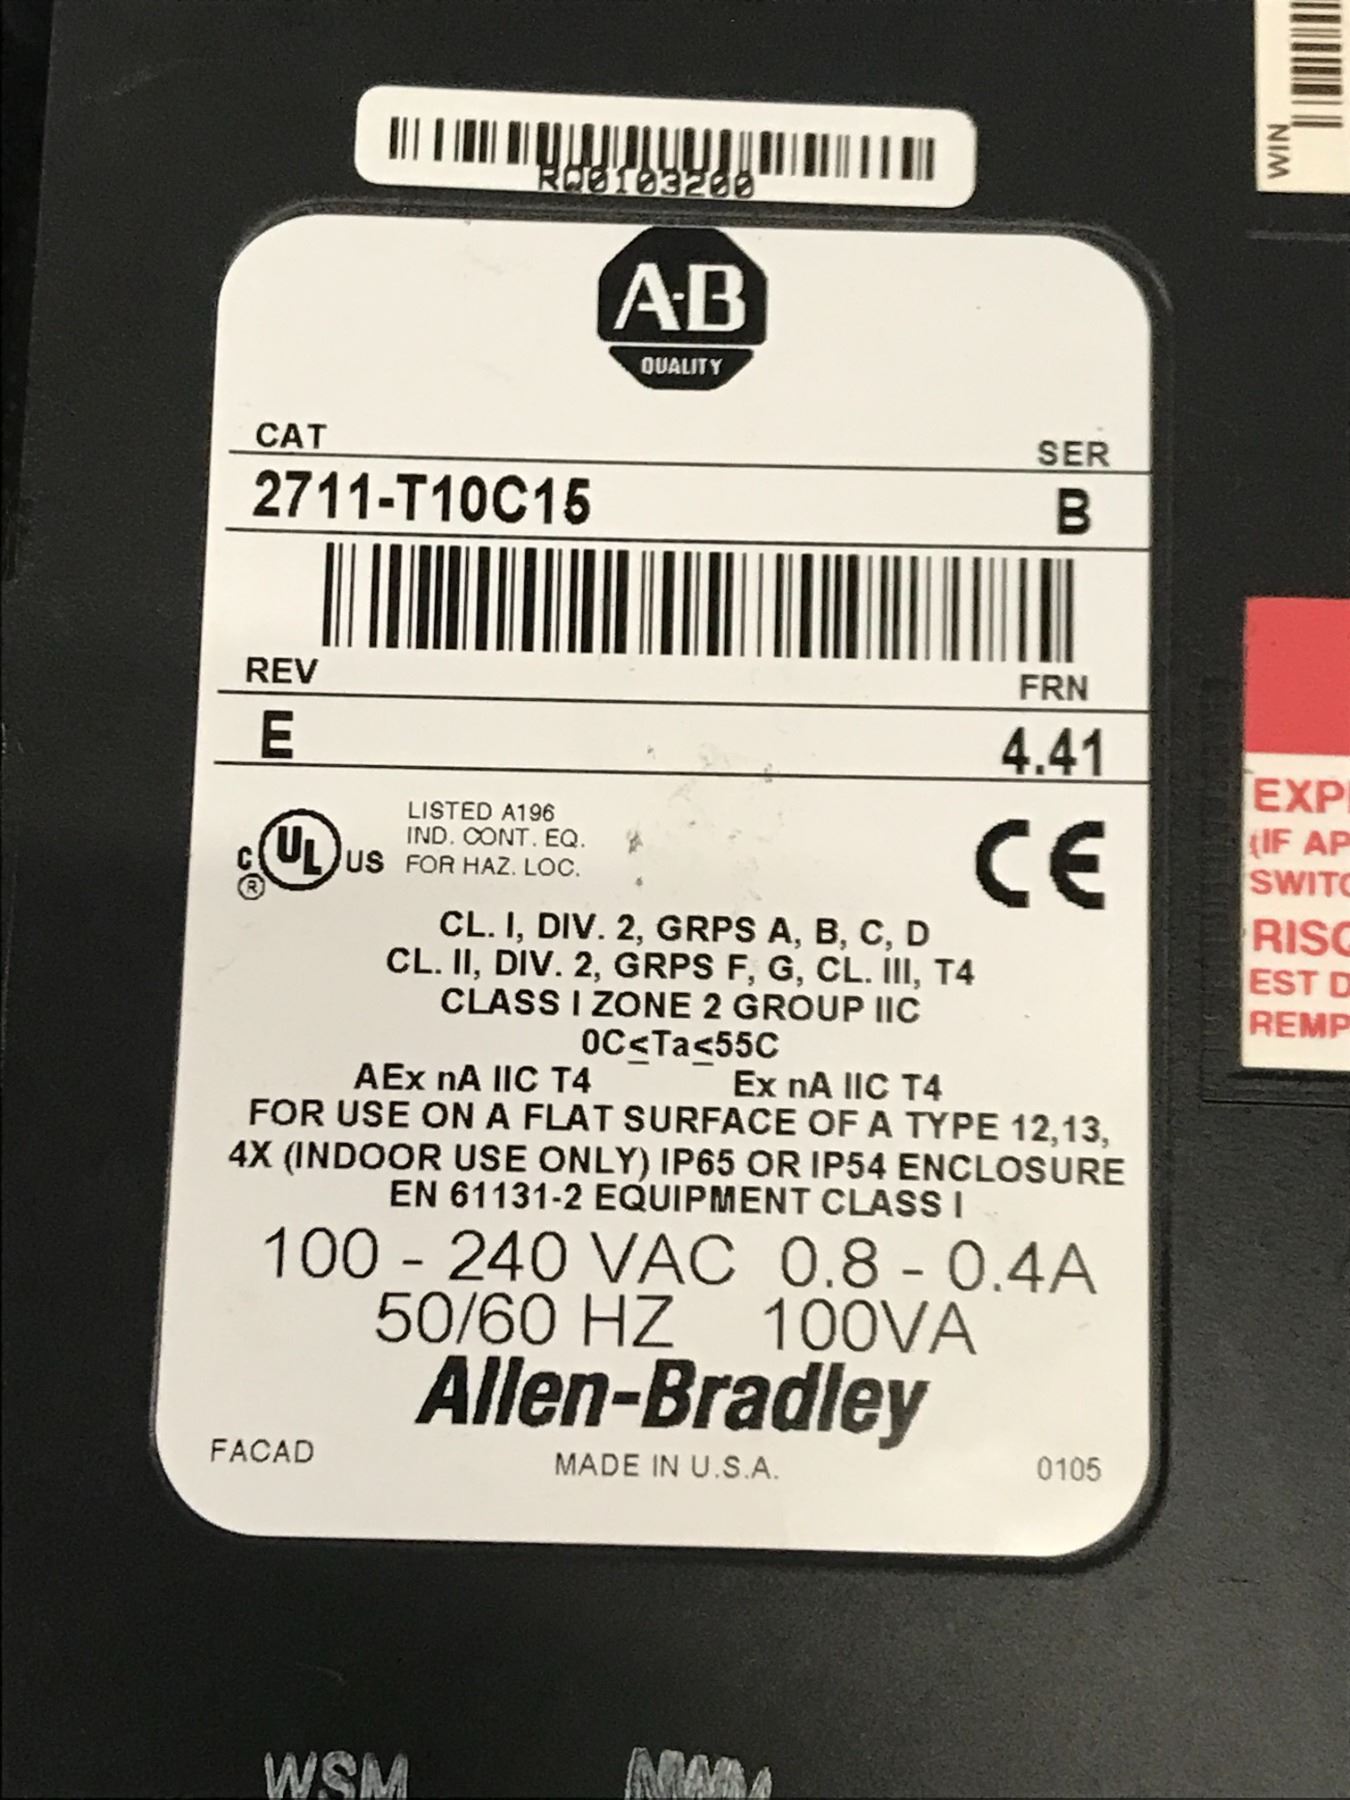 WIN
RQ0103200
A-B
QUALITY
CAT SER
2711-T10C15 B
REV FRN
E 4.41
C UL US
®
LISTED A196
IND. CONT. EQ.
FOR HAZ. LOC.
CE
CL. I, DIV. 2, GRPS A, B, C, D
CL. II, DIV. 2, GRPS F, G, CL. III, T4
CLASS I ZONE 2 GROUP IIC
0C≤Ta≤55C
AEx nA IIC T4 Ex nA IIC T4
FOR USE ON A FLAT SURFACE OF A TYPE 12,13,
4X (INDOOR USE ONLY) IP65 OR IP54 ENCLOSURE
EN 61131-2 EQUIPMENT CLASS I
100 - 240 VAC 0.8 - 0.4A
50/60 HZ 100VA
Allen-Bradley
FACAD MADE IN U.S.A. 0105
EXP
(IF AP
SWITC
RISQ
EST D
REMP
WSM